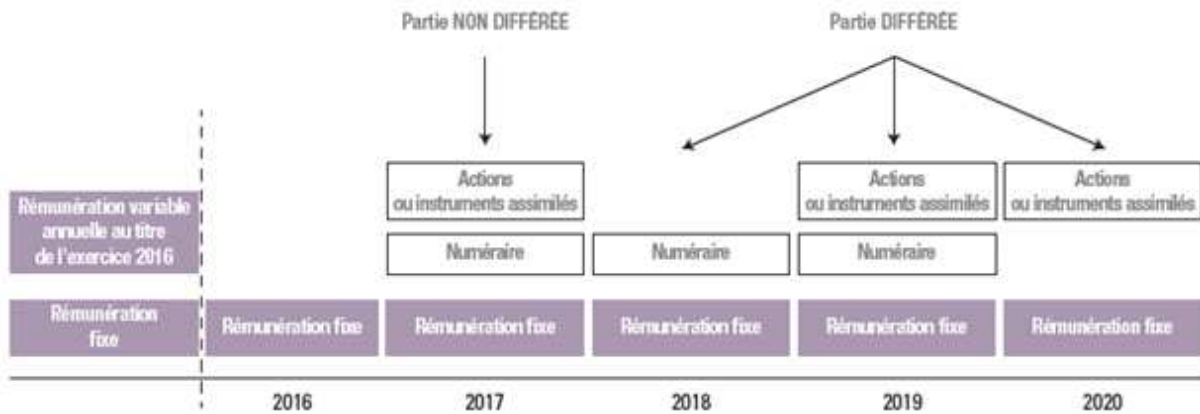 Partie NON DIFFÉRÉE
Partie DIFFÉRÉE
Rémunération variable
annuelle au titre
de l'exercice 2016
Actions
ou instruments assimilés
Actions
ou instruments assimilés
Actions
ou instruments assimilés
Numéraire
Numéraire
Numéraire
Rémunération
fixe
Rémunération fixe
Rémunération fixe
Rémunération fixe
Rémunération fixe
Rémunération fixe
2016
2017
2018
2019
2020